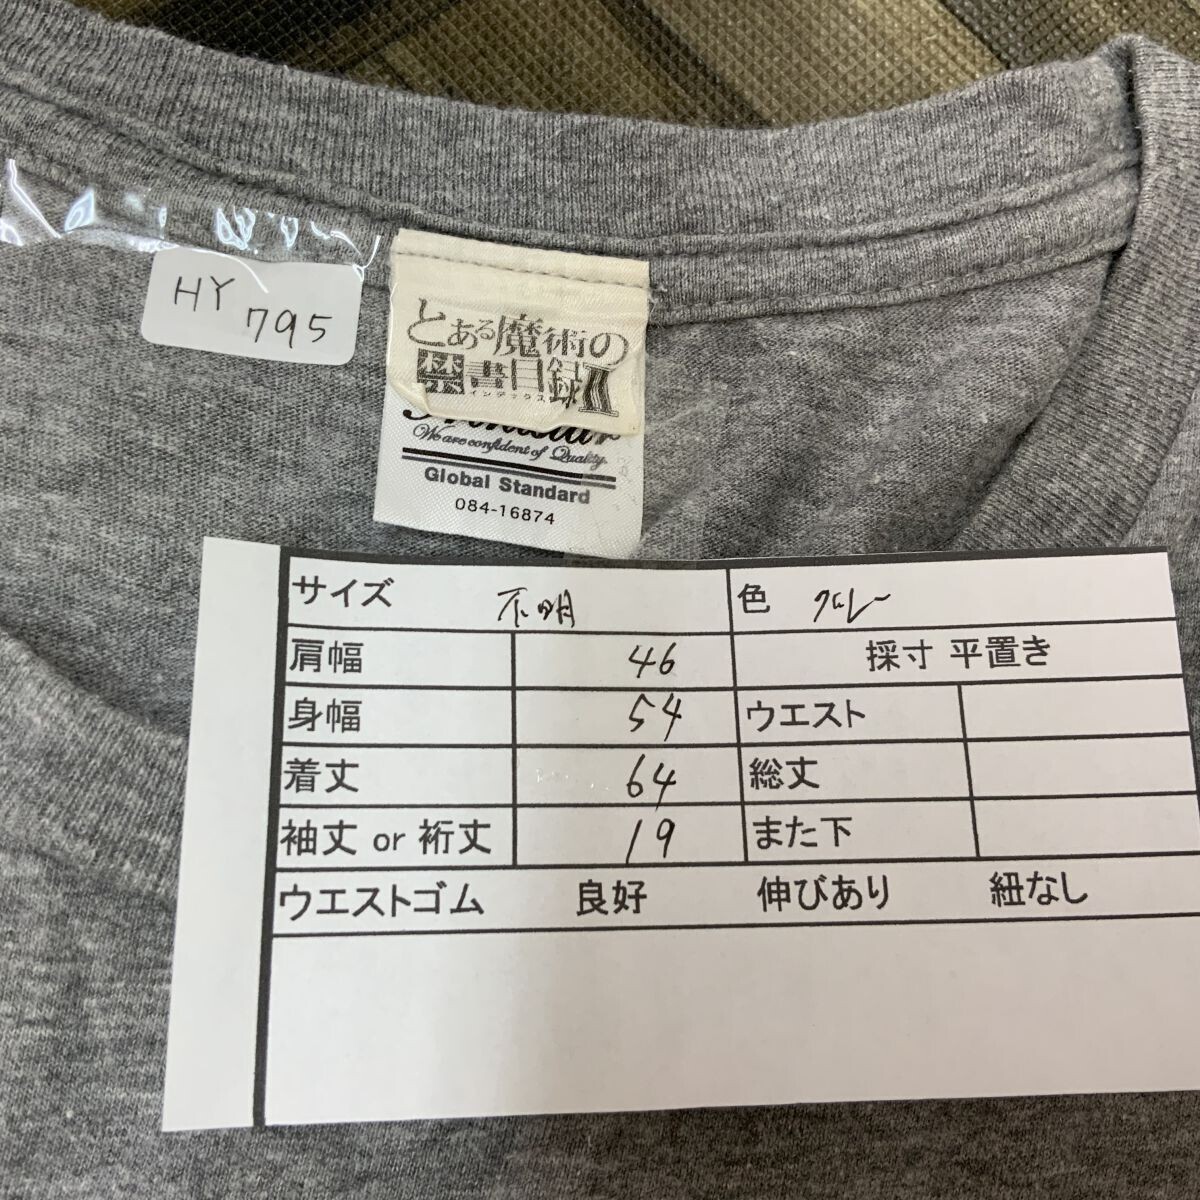 HY
795
とある魔術の
禁書目録II
インデックス
We are confident of Quality.
Global Standard
084-16874
サイズ 不明 色 グレー
肩幅 46 採寸 平置き
身幅 54 ウエスト
着丈 64 総丈
袖丈 or 裄丈 19 また下
ウエストゴム 良好 伸びあり 紐なし